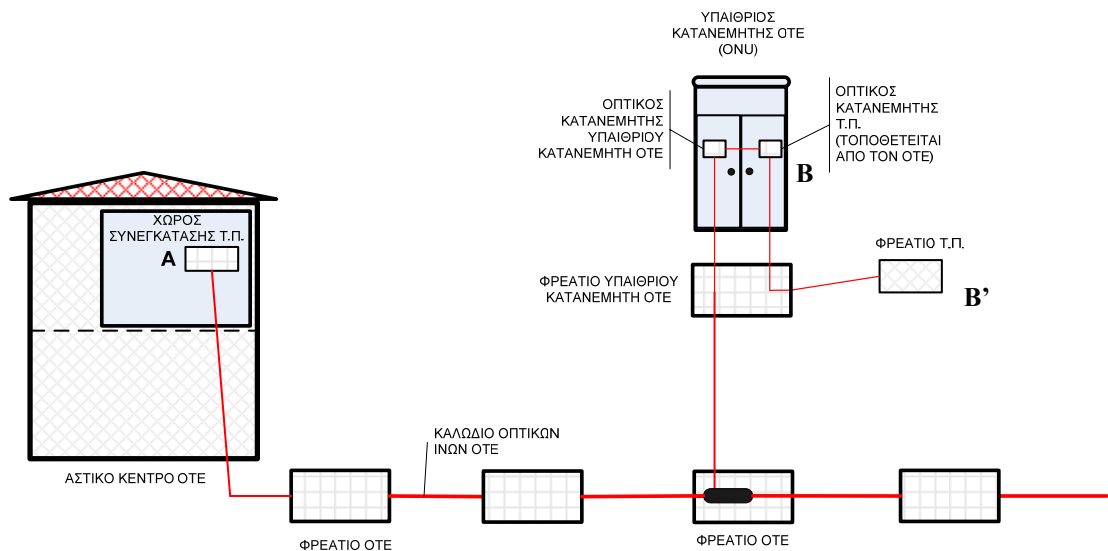 ΥΠΑΙΘΡΙΟΣ
ΚΑΤΑΝΕΜΗΤΗΣ ΟΤΕ
(ONU)
ΟΠΤΙΚΟΣ
ΚΑΤΑΝΕΜΗΤΗΣ
ΥΠΑΙΘΡΙΟΥ
ΚΑΤΑΝΕΜΗΤΗ ΟΤΕ
ΟΠΤΙΚΟΣ
ΚΑΤΑΝΕΜΗΤΗΣ
Τ.Π.
(ΤΟΠΟΘΕΤΕΙΤΑΙ
ΑΠΟ ΤΟΝ ΟΤΕ)
B
ΧΩΡΟΣ
ΣΥΝΕΓΚΑΤΑΣΗΣ Τ.Π.
A
ΦΡΕΑΤΙΟ ΥΠΑΙΘΡΙΟΥ
ΚΑΤΑΝΕΜΗΤΗ ΟΤΕ
ΦΡΕΑΤΙΟ Τ.Π.
B’
ΚΑΛΩΔΙΟ ΟΠΤΙΚΩΝ
ΙΝΩΝ ΟΤΕ
ΑΣΤΙΚΟ ΚΕΝΤΡΟ ΟΤΕ
ΦΡΕΑΤΙΟ ΟΤΕ
ΦΡΕΑΤΙΟ ΟΤΕ